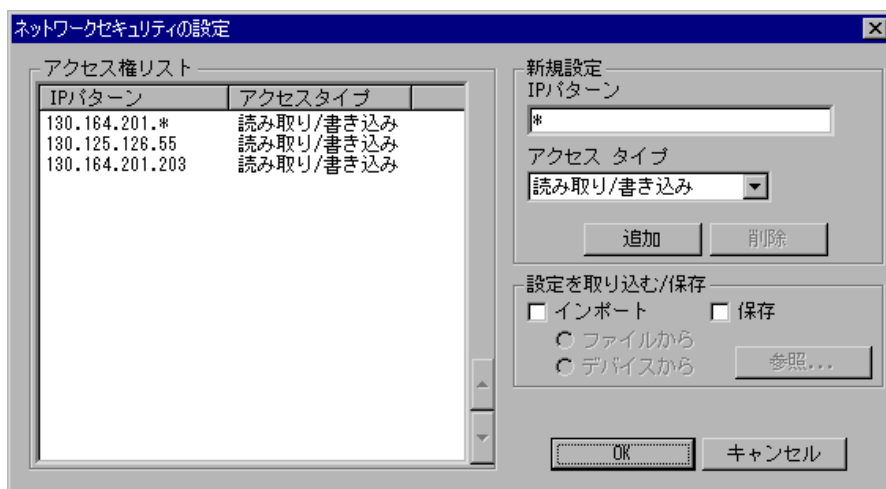 ネットワークセキュリティの設定
アクセス権リスト
IPパターン アクセスタイプ
130.164.201.* 読み取り/書き込み
130.125.126.55 読み取り/書き込み
130.164.201.203 読み取り/書き込み
新規設定
IPパターン
*
アクセス タイプ
読み取り/書き込み
追加 削除
設定を取り込む/保存
インポート 保存
ファイルから
デバイスから 参照...
OK キャンセル